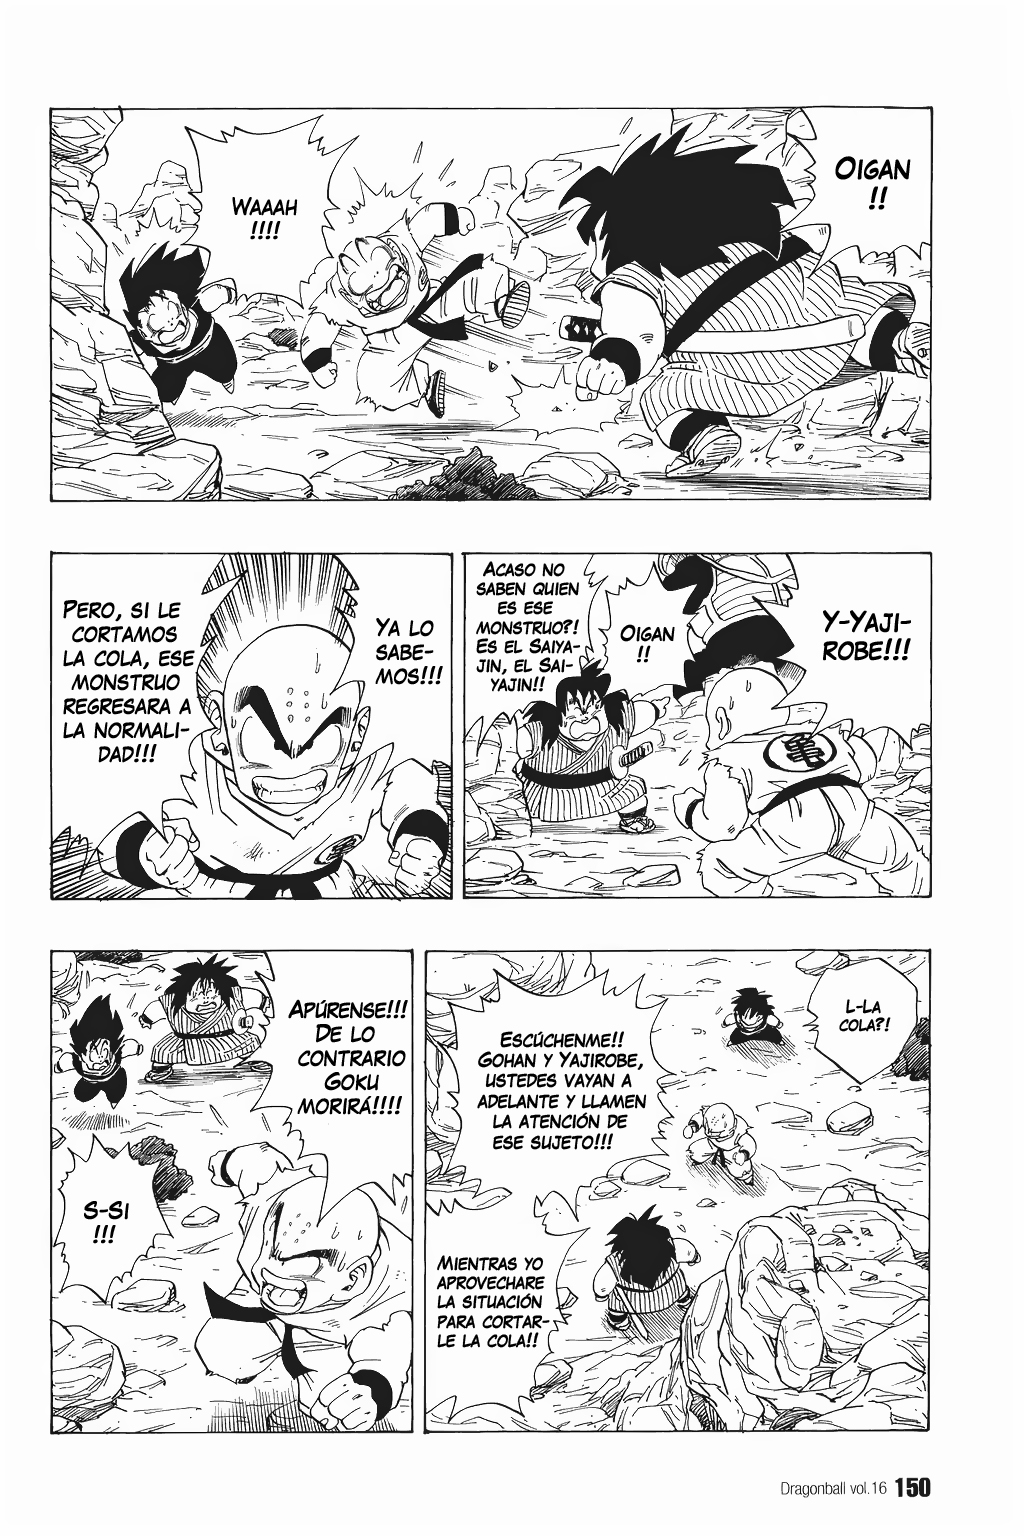 OIGAN
!!
WAAAH
!!!!
Y-YAJI-
ROBE!!!
亀
OIGAN
!!
ACASO NO
SABEN QUIEN
ES ESE
MONSTRUO?!
ES EL SAIYA-
JIN, EL SAI-
YAJIN!!
YA LO
SABE-
MOS!!!
PERO, SI LE
CORTAMOS
LA COLA, ESE
MONSTRUO
REGRESARA A
LA NORMALI-
DAD!!!
L-LA
COLA?!
ESCÚCHENME!!
GOHAN Y YAJIROBE,
USTEDES VAYAN A
ADELANTE Y LLAMEN
LA ATENCIÓN DE
ESE SUJETO!!!
MIENTRAS YO
APROVECHARE
LA SITUACIÓN
PARA CORTAR-
LE LA COLA!!
APÚRENSE!!!
DE LO
CONTRARIO
GOKU
MORIRÁ!!!!
S-SI
!!!
Dragonball vol.16 150